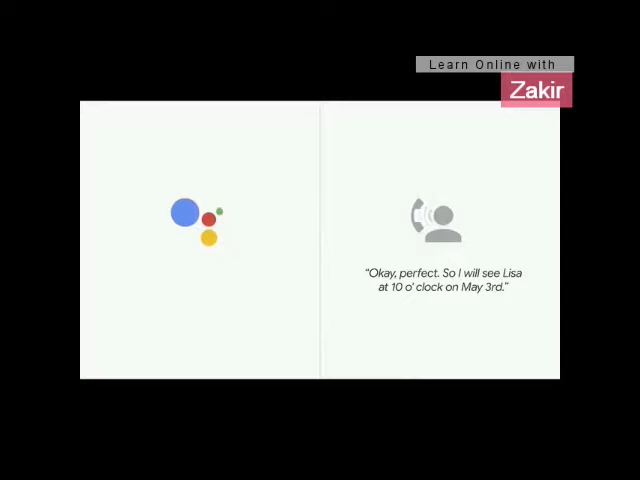 Learn Online with
Zakir
“Okay, perfect. So I will see Lisa
at 10 o' clock on May 3rd.”